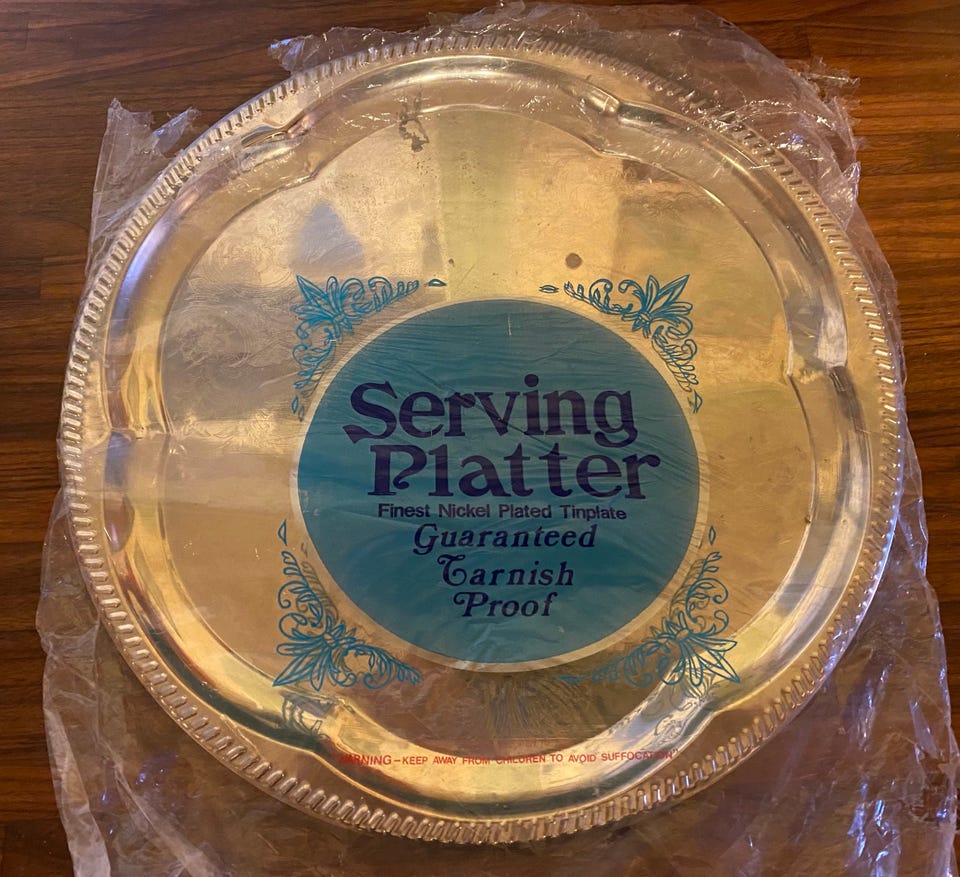 Serving
Platter
Finest Nickel Plated Tinplate
Guaranteed
Tarnish
Proof
WARNING – KEEP AWAY FROM CHILDREN TO AVOID SUFFOCATION